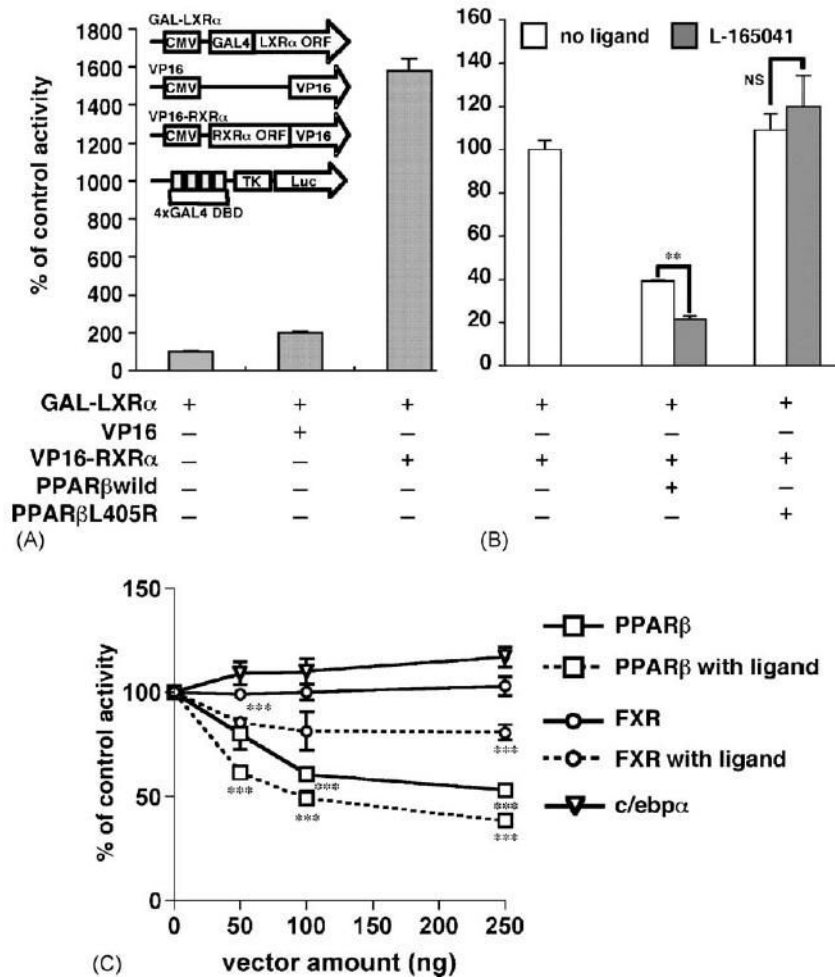 GAL-LXRα
CMV GAL4 LXRα ORF
VP16
CMV VP16
VP16-RXRα
CMV RXRα ORF VP16
TK Luc
4xGAL4 DBD
% of control activity
1800
1600
1400
1200
1000
800
600
400
200
0
no ligand L-165041
NS
**
% of control activity
160
140
120
100
80
60
40
20
0
GAL-LXRα + + + + + +
VP16 – + – – – –
VP16-RXRα – – + + + +
PPARβwild – – – – + –
PPARβL405R – – – – – +
(A) (B)
% of control activity
150
100
50
0
***
***
***
***
***
***
***
0 50 100 150 200 250
vector amount (ng)
PPARβ
PPARβ with ligand
FXR
FXR with ligand
c/ebpα
(C)